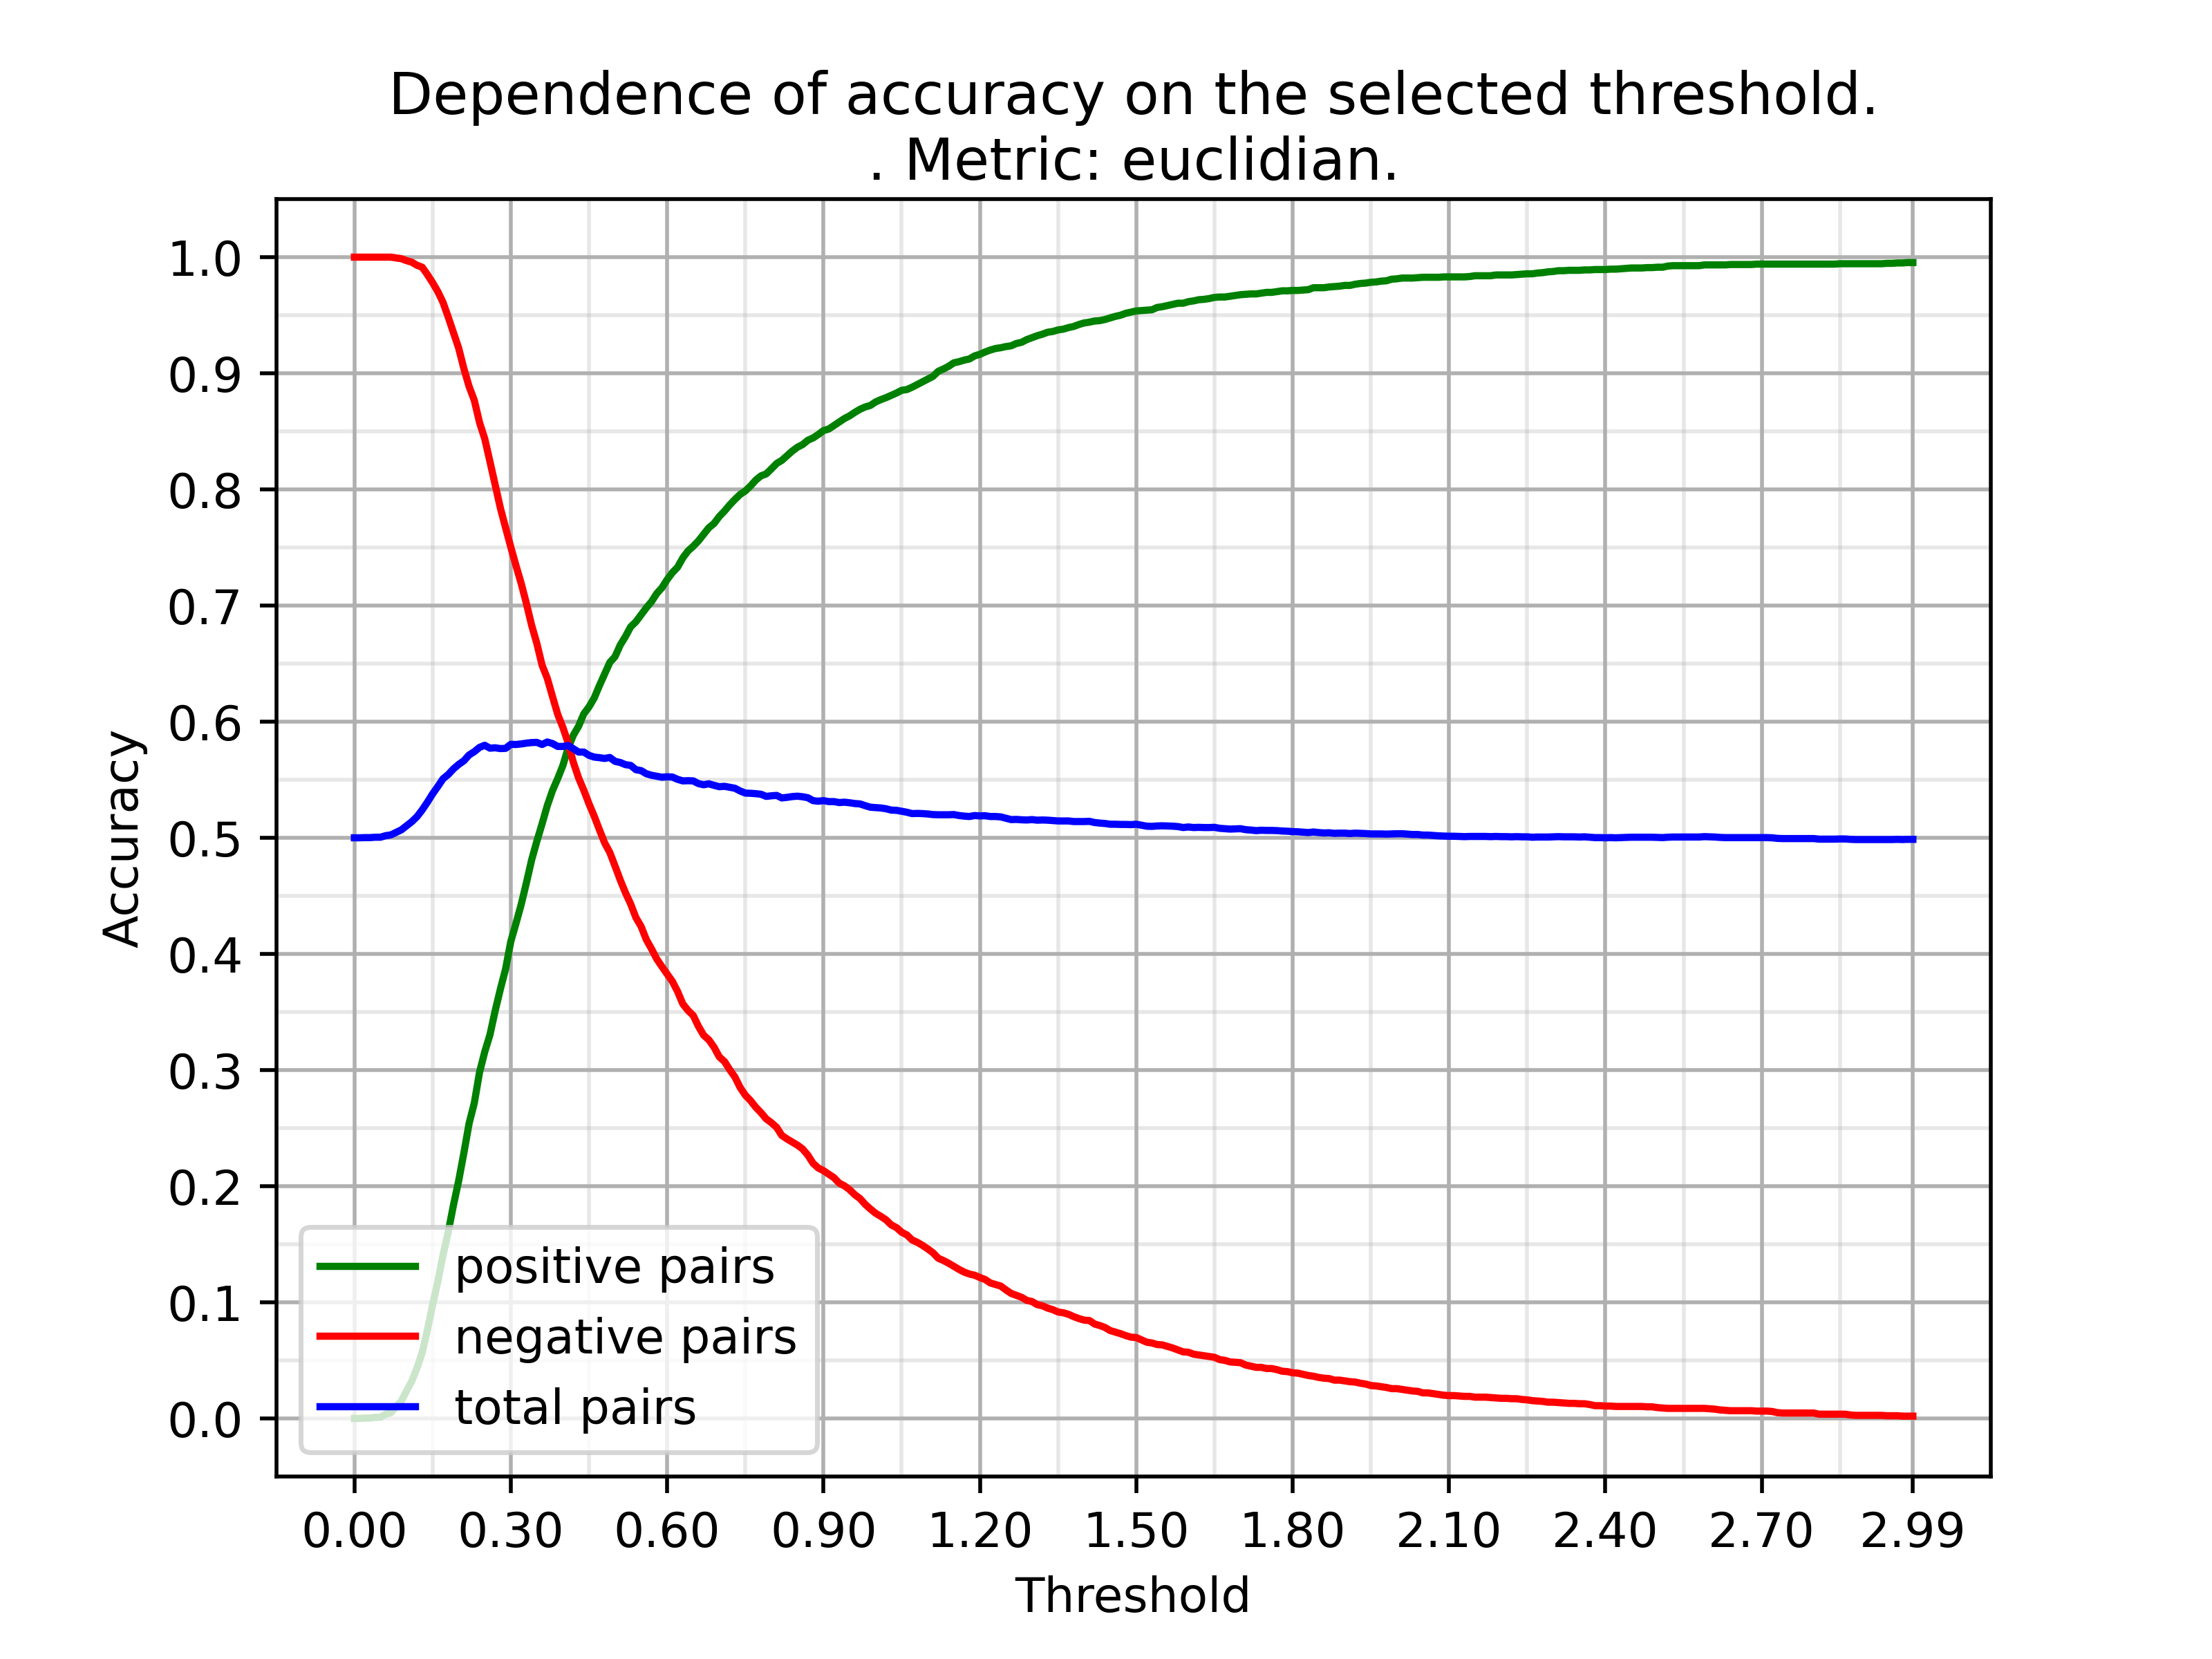 Dependence of accuracy on the selected threshold.
. Metric: euclidian.
1.0
0.9
0.8
0.7
0.6
0.5
0.4
0.3
0.2
0.1
0.0
Accuracy
positive pairs
negative pairs
total pairs
0.00 0.30 0.60 0.90 1.20 1.50 1.80 2.10 2.40 2.70 2.99
Threshold